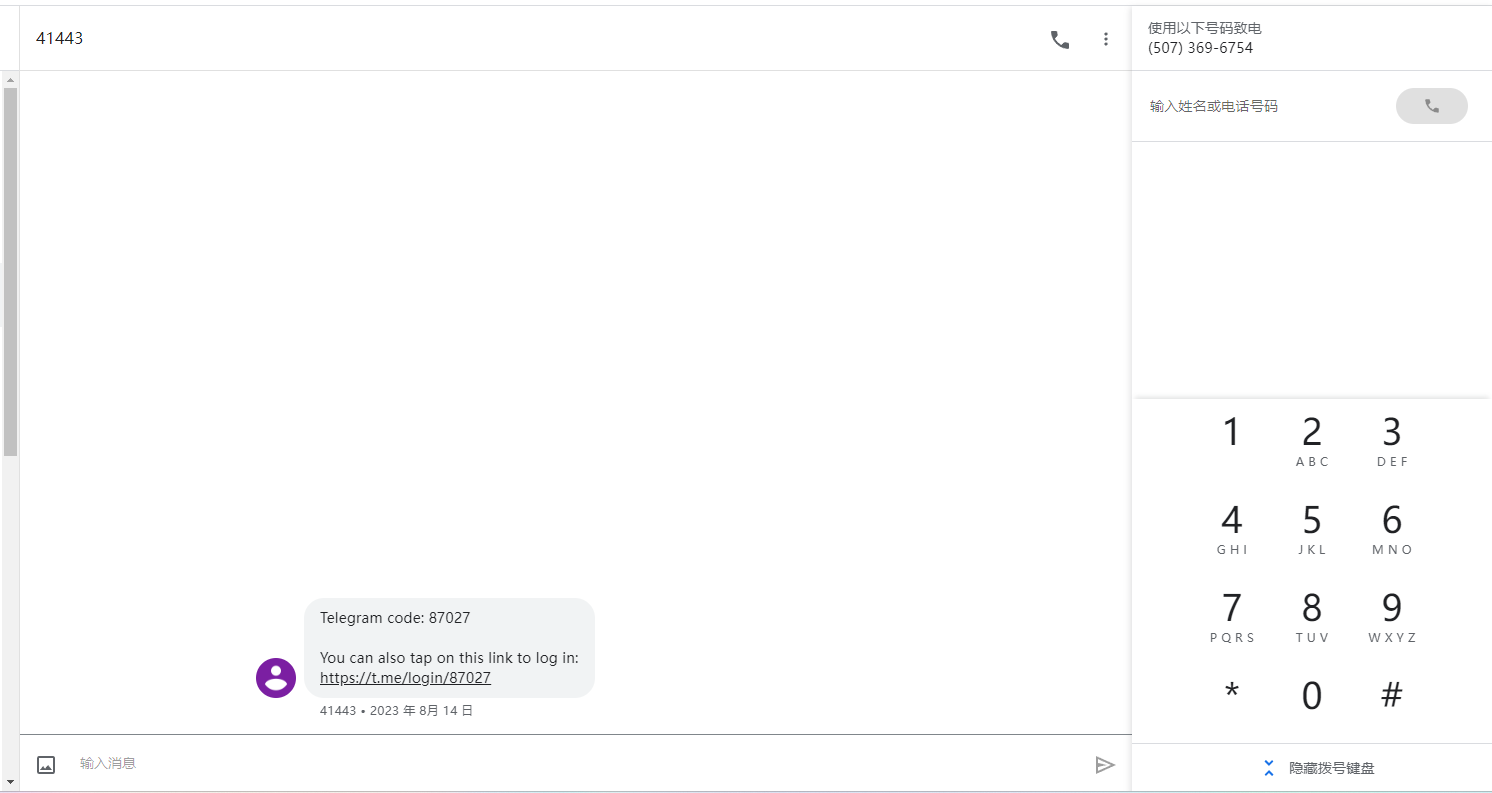 41443
使用以下号码致电
(507) 369-6754
输入姓名或电话号码
Telegram code: 87027
You can also tap on this link to log in:
https://t.me/login/87027
41443 • 2023 年 8月 14 日
输入消息
1
2
3
ABC
DEF
4
5
6
GHI
JKL
MNO
7
8
9
PQRS
TUV
WXYZ
*
0
#
隐藏拨号键盘